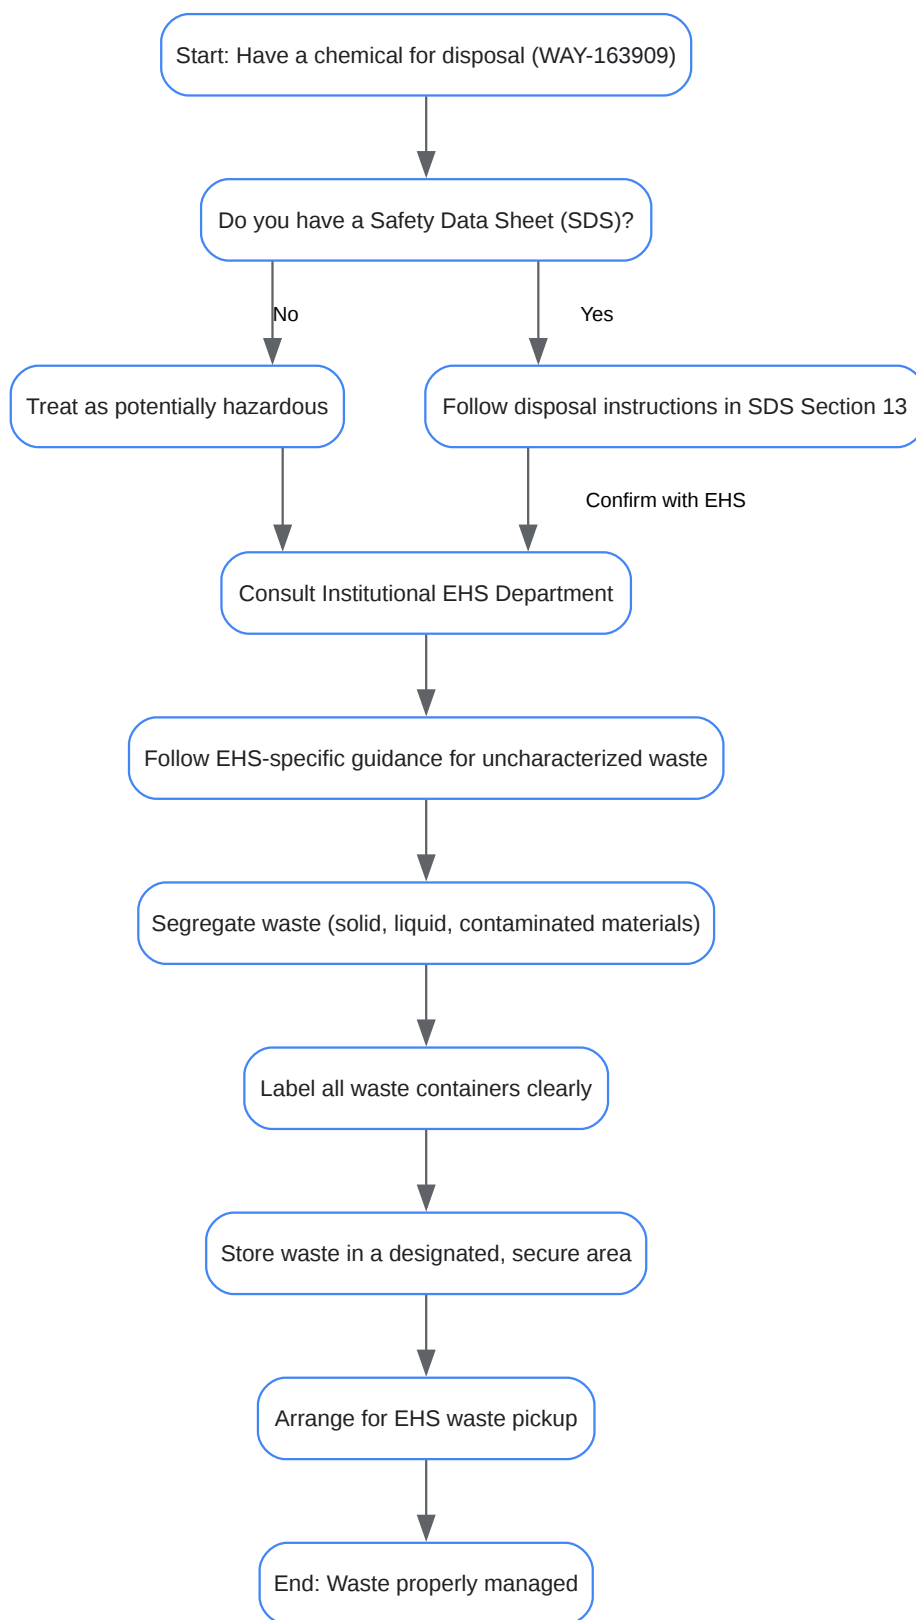 Start: Have a chemical for disposal (WAY-163909)
Do you have a Safety Data Sheet (SDS)?
No
Yes
Treat as potentially hazardous
Follow disposal instructions in SDS Section 13
Confirm with EHS
Consult Institutional EHS Department
Follow EHS-specific guidance for uncharacterized waste
Segregate waste (solid, liquid, contaminated materials)
Label all waste containers clearly
Store waste in a designated, secure area
Arrange for EHS waste pickup
End: Waste properly managed